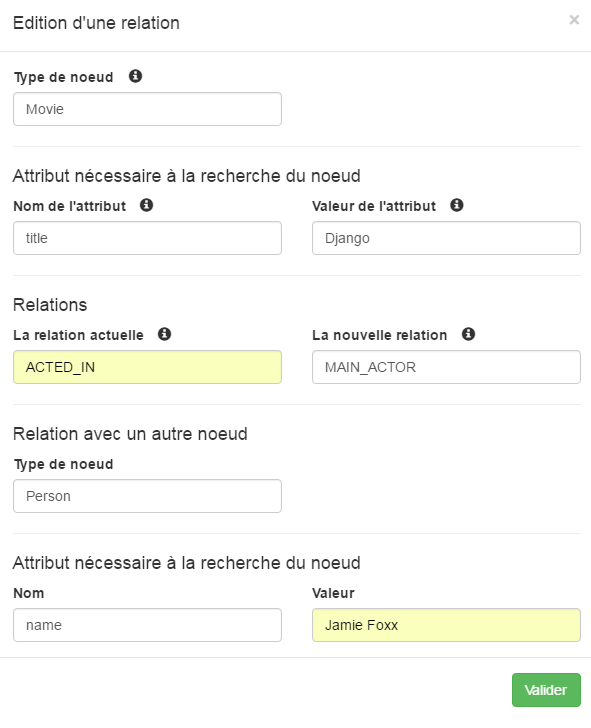 Edition d'une relation ×
Type de noeud
Movie
Attribut nécessaire à la recherche du noeud
Nom de l'attribut Valeur de l'attribut
title Django
Relations
La relation actuelle La nouvelle relation
ACTED_IN MAIN_ACTOR
Relation avec un autre noeud
Type de noeud
Person
Attribut nécessaire à la recherche du noeud
Nom Valeur
name Jamie Foxx
Valider